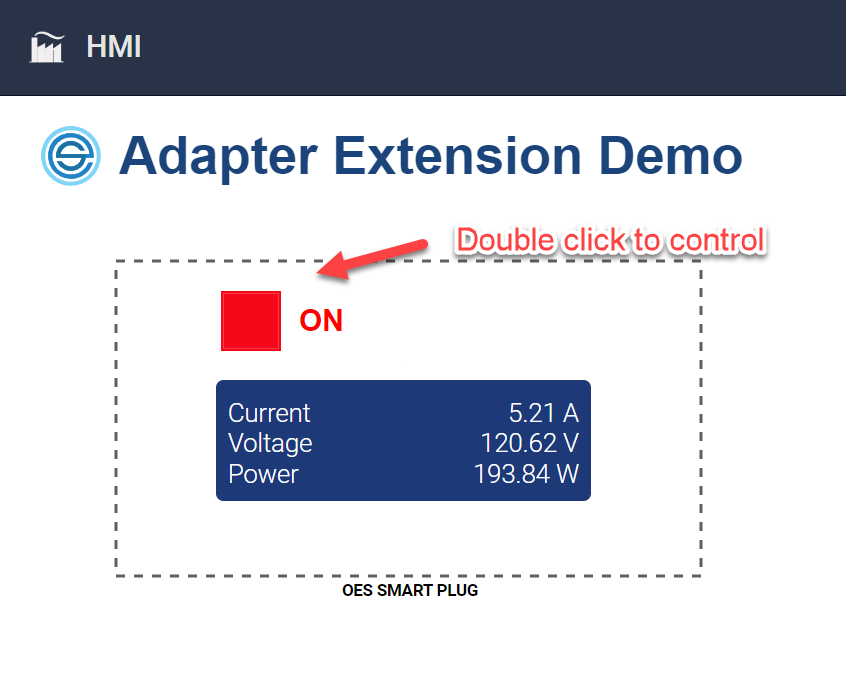 HMI
Adapter Extension Demo
Double click to control
ON
Current 5.21 A
Voltage 120.62 V
Power 193.84 W
OES SMART PLUG